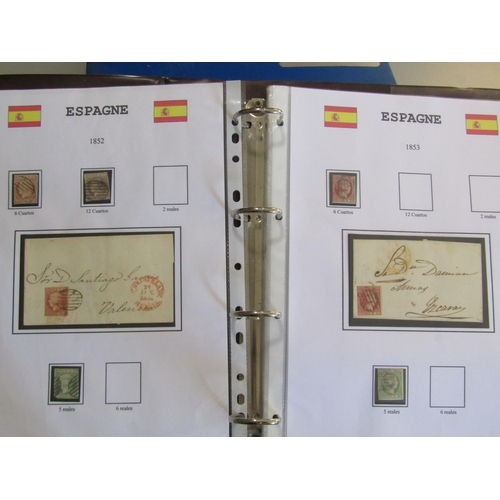 ESPAGNE
1852
6 Cuartos
12 Cuartos
2 reales
Valencia
5 reales
6 reales
ESPAGNE
1853
6 Cuartos
12 Cuartos
2 reales
5 reales
6 reales